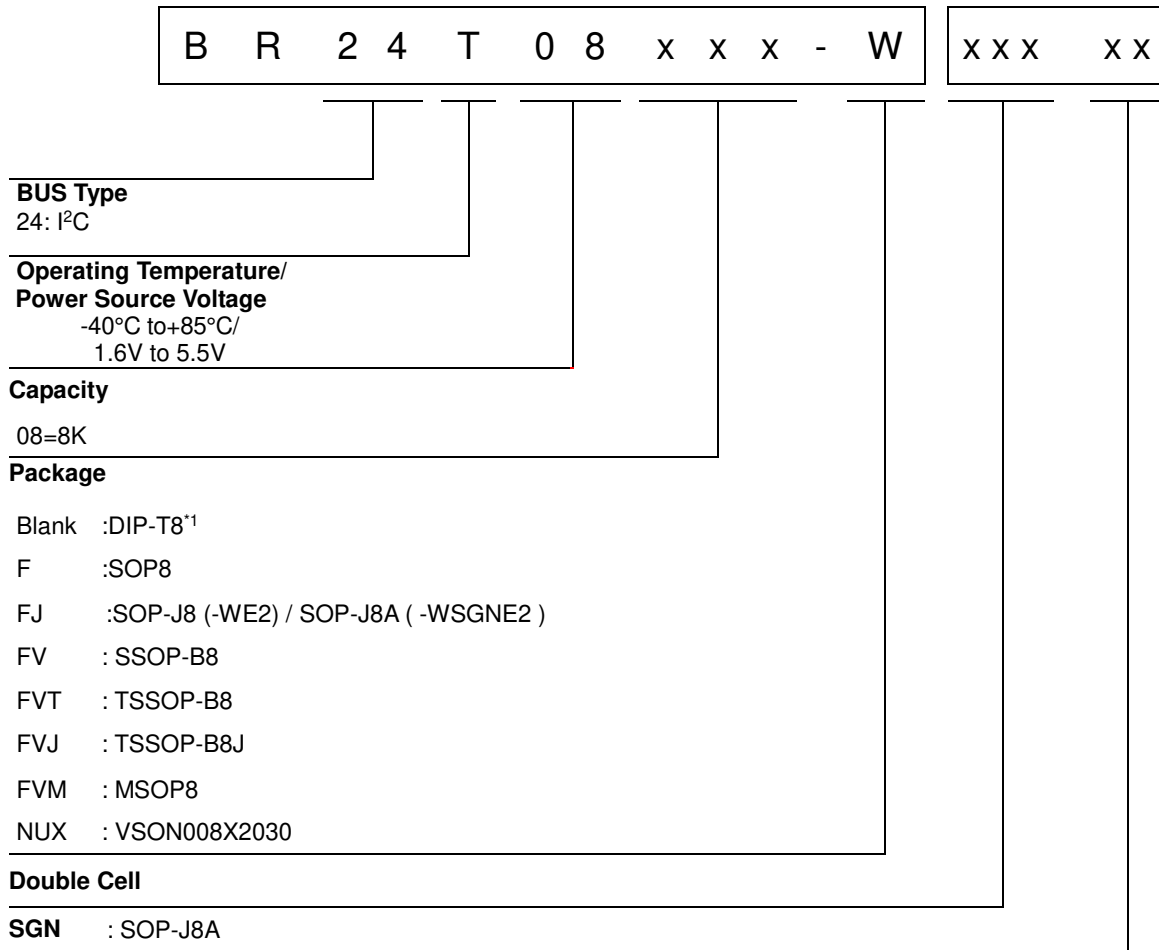 B R 2 4 T 0 8 x x x - W x x x x x
BUS Type
24: I²C
Operating Temperature/
Power Source Voltage
-40°C to+85°C/
1.6V to 5.5V
Capacity
08=8K
Package
Blank :DIP-T8*1
F :SOP8
FJ :SOP-J8 (-WE2) / SOP-J8A ( -WSGNE2 )
FV : SSOP-B8
FVT : TSSOP-B8
FVJ : TSSOP-B8J
FVM : MSOP8
NUX : VSON008X2030
Double Cell
SGN : SOP-J8A